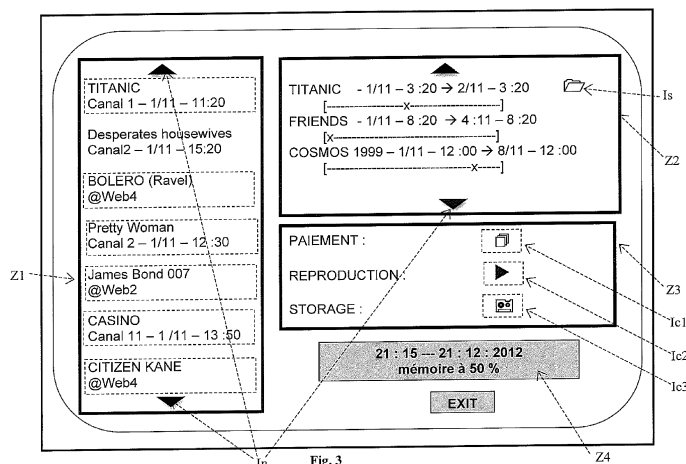 TITANIC
Canal 1 – 1/11 – 11:20
Desperates housewives
Canal2 – 1/11 – 15:20
BOLERO (Ravel)
@Web4
Pretty Woman
Canal 2 – 1/11 – 12 :30
James Bond 007
@Web2
CASINO
Canal 11 – 1 /11 – 13 :50
CITIZEN KANE
@Web4
TITANIC - 1/11 – 3 :20 → 2/11 – 3 :20
[--------------x-----------------]
FRIENDS - 1/11 – 8 :20 → 4 :11 – 8 :20
[x-------------------------------]
COSMOS 1999 – 1/11 – 12 :00 → 8/11 – 12 :00
[---------------------------x-----]
PAIEMENT :
REPRODUCTION :
STORAGE :
21 : 15 --- 21 : 12 : 2012
mémoire à 50 %
EXIT
Is
Z2
Z3
Z1
Ic1
Ic2
Ic3
Z4
In
Fig. 3